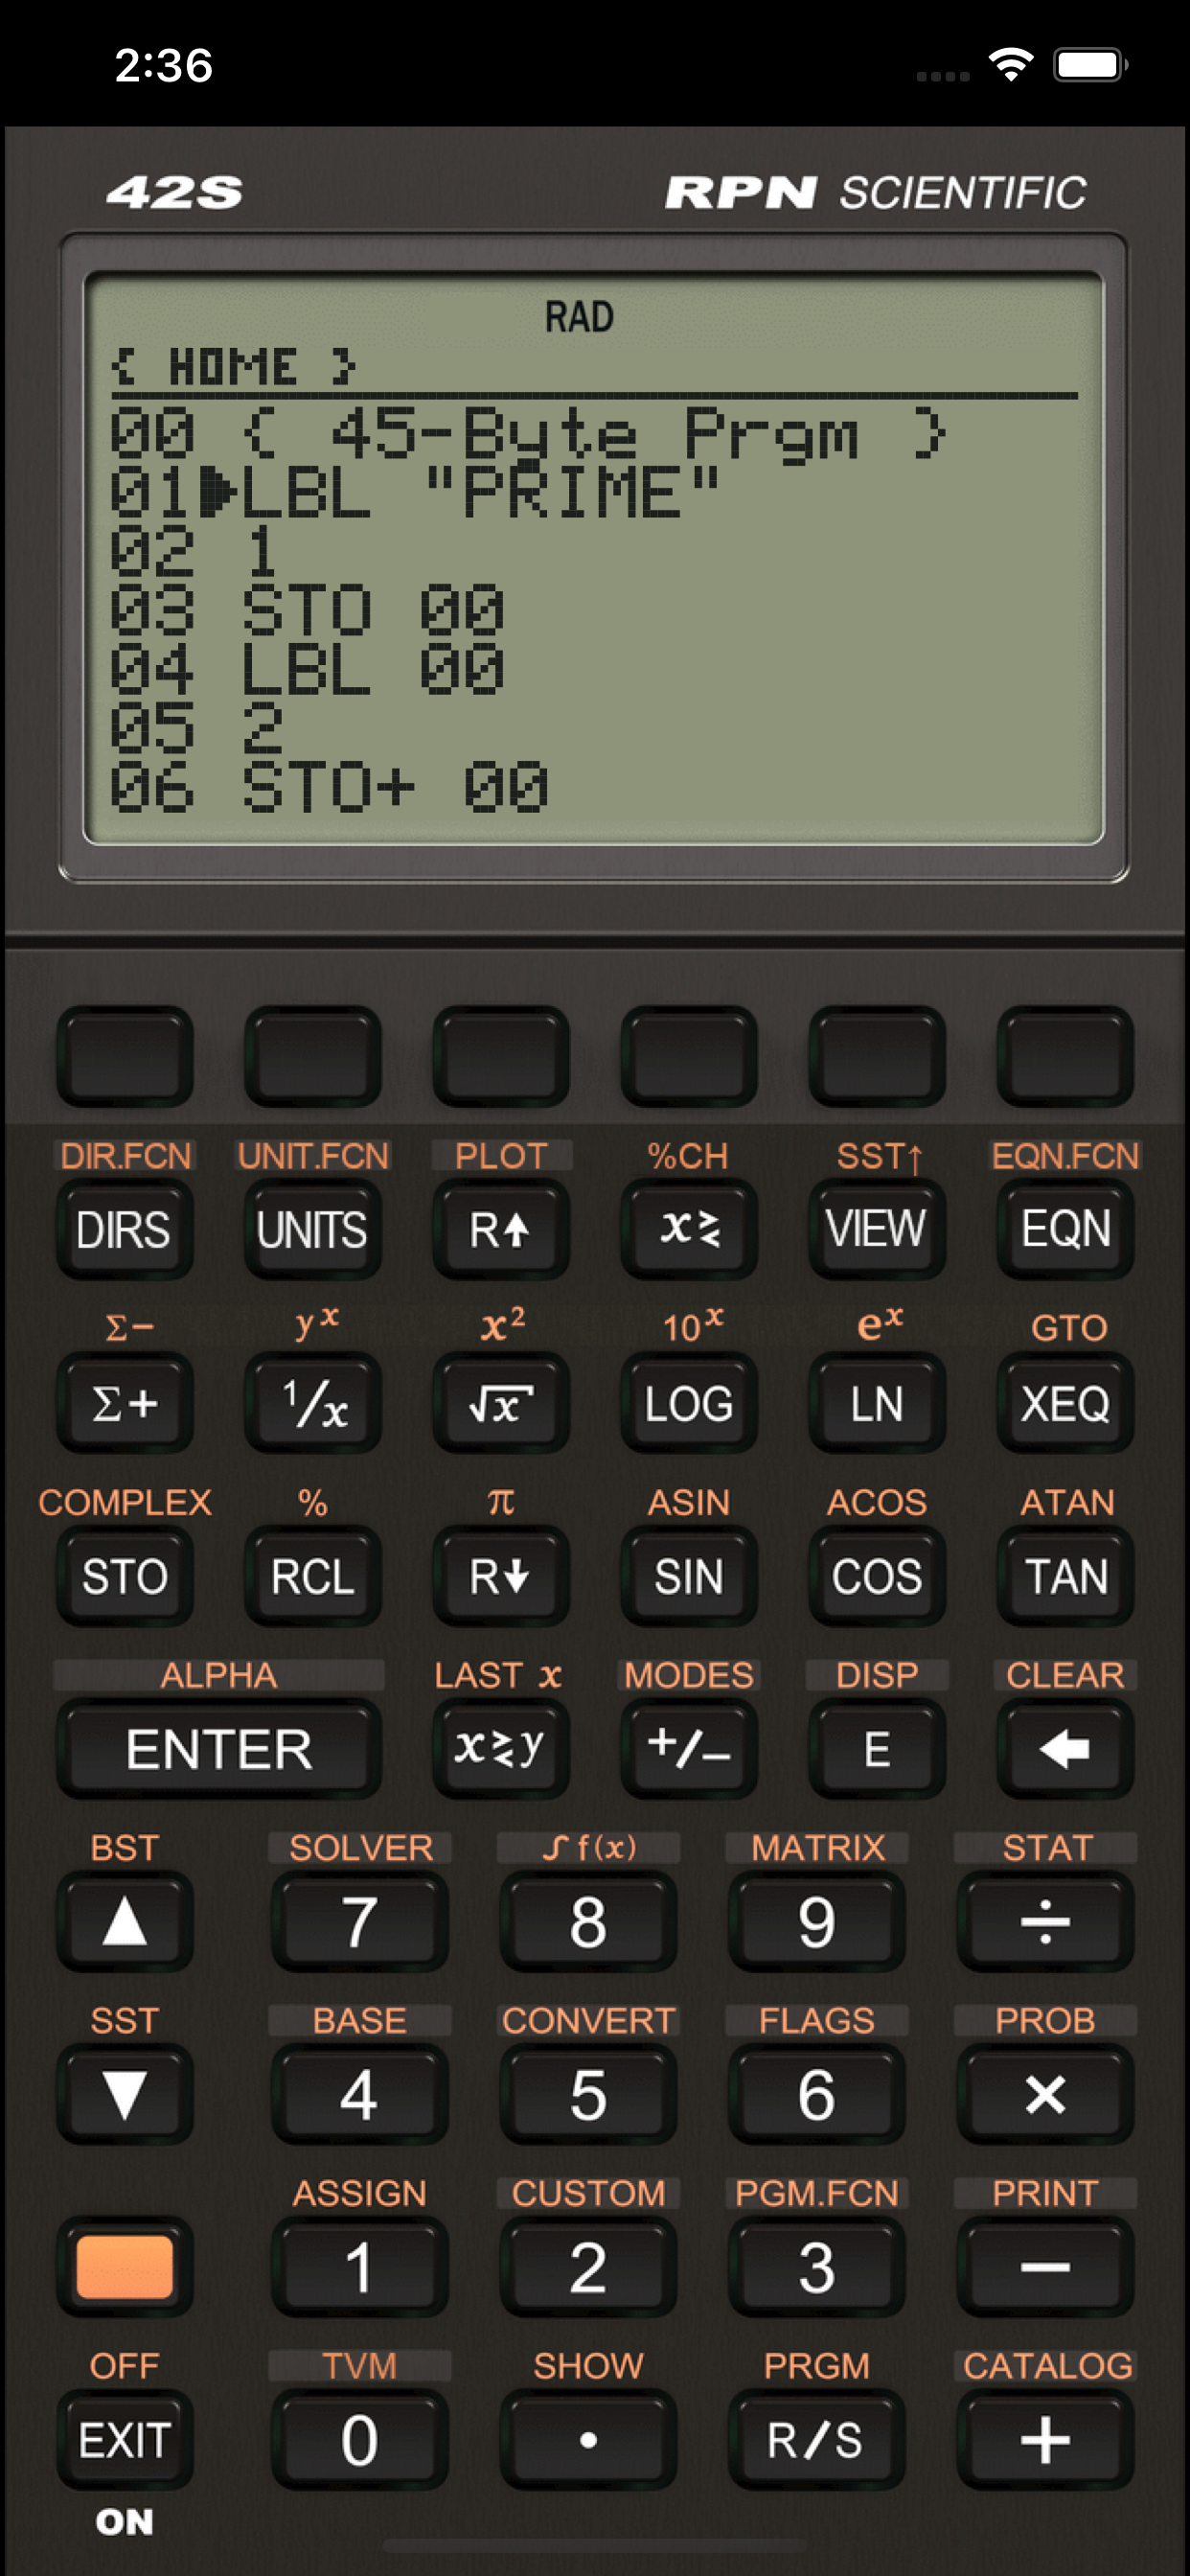 2:36
42S RPN SCIENTIFIC
RAD
{ HOME }
00 { 45-Byte Prgm }
01▶LBL "PRIME"
02 1
03 STO 00
04 LBL 00
05 2
06 STO+ 00
DIR.FCN UNIT.FCN PLOT %CH SST↑ EQN.FCN
DIRS UNITS R↑ x≷ VIEW EQN
Σ− yˣ x² 10ˣ eˣ GTO
Σ+ 1/x √x LOG LN XEQ
COMPLEX % π ASIN ACOS ATAN
STO RCL R↓ SIN COS TAN
ALPHA LAST x MODES DISP CLEAR
ENTER x≷y +/− E ←
BST SOLVER ∫f(x) MATRIX STAT
▲ 7 8 9 ÷
SST BASE CONVERT FLAGS PROB
▼ 4 5 6 ×
ASSIGN CUSTOM PGM.FCN PRINT
1 2 3 −
OFF TVM SHOW PRGM CATALOG
EXIT 0 . R/S +
ON